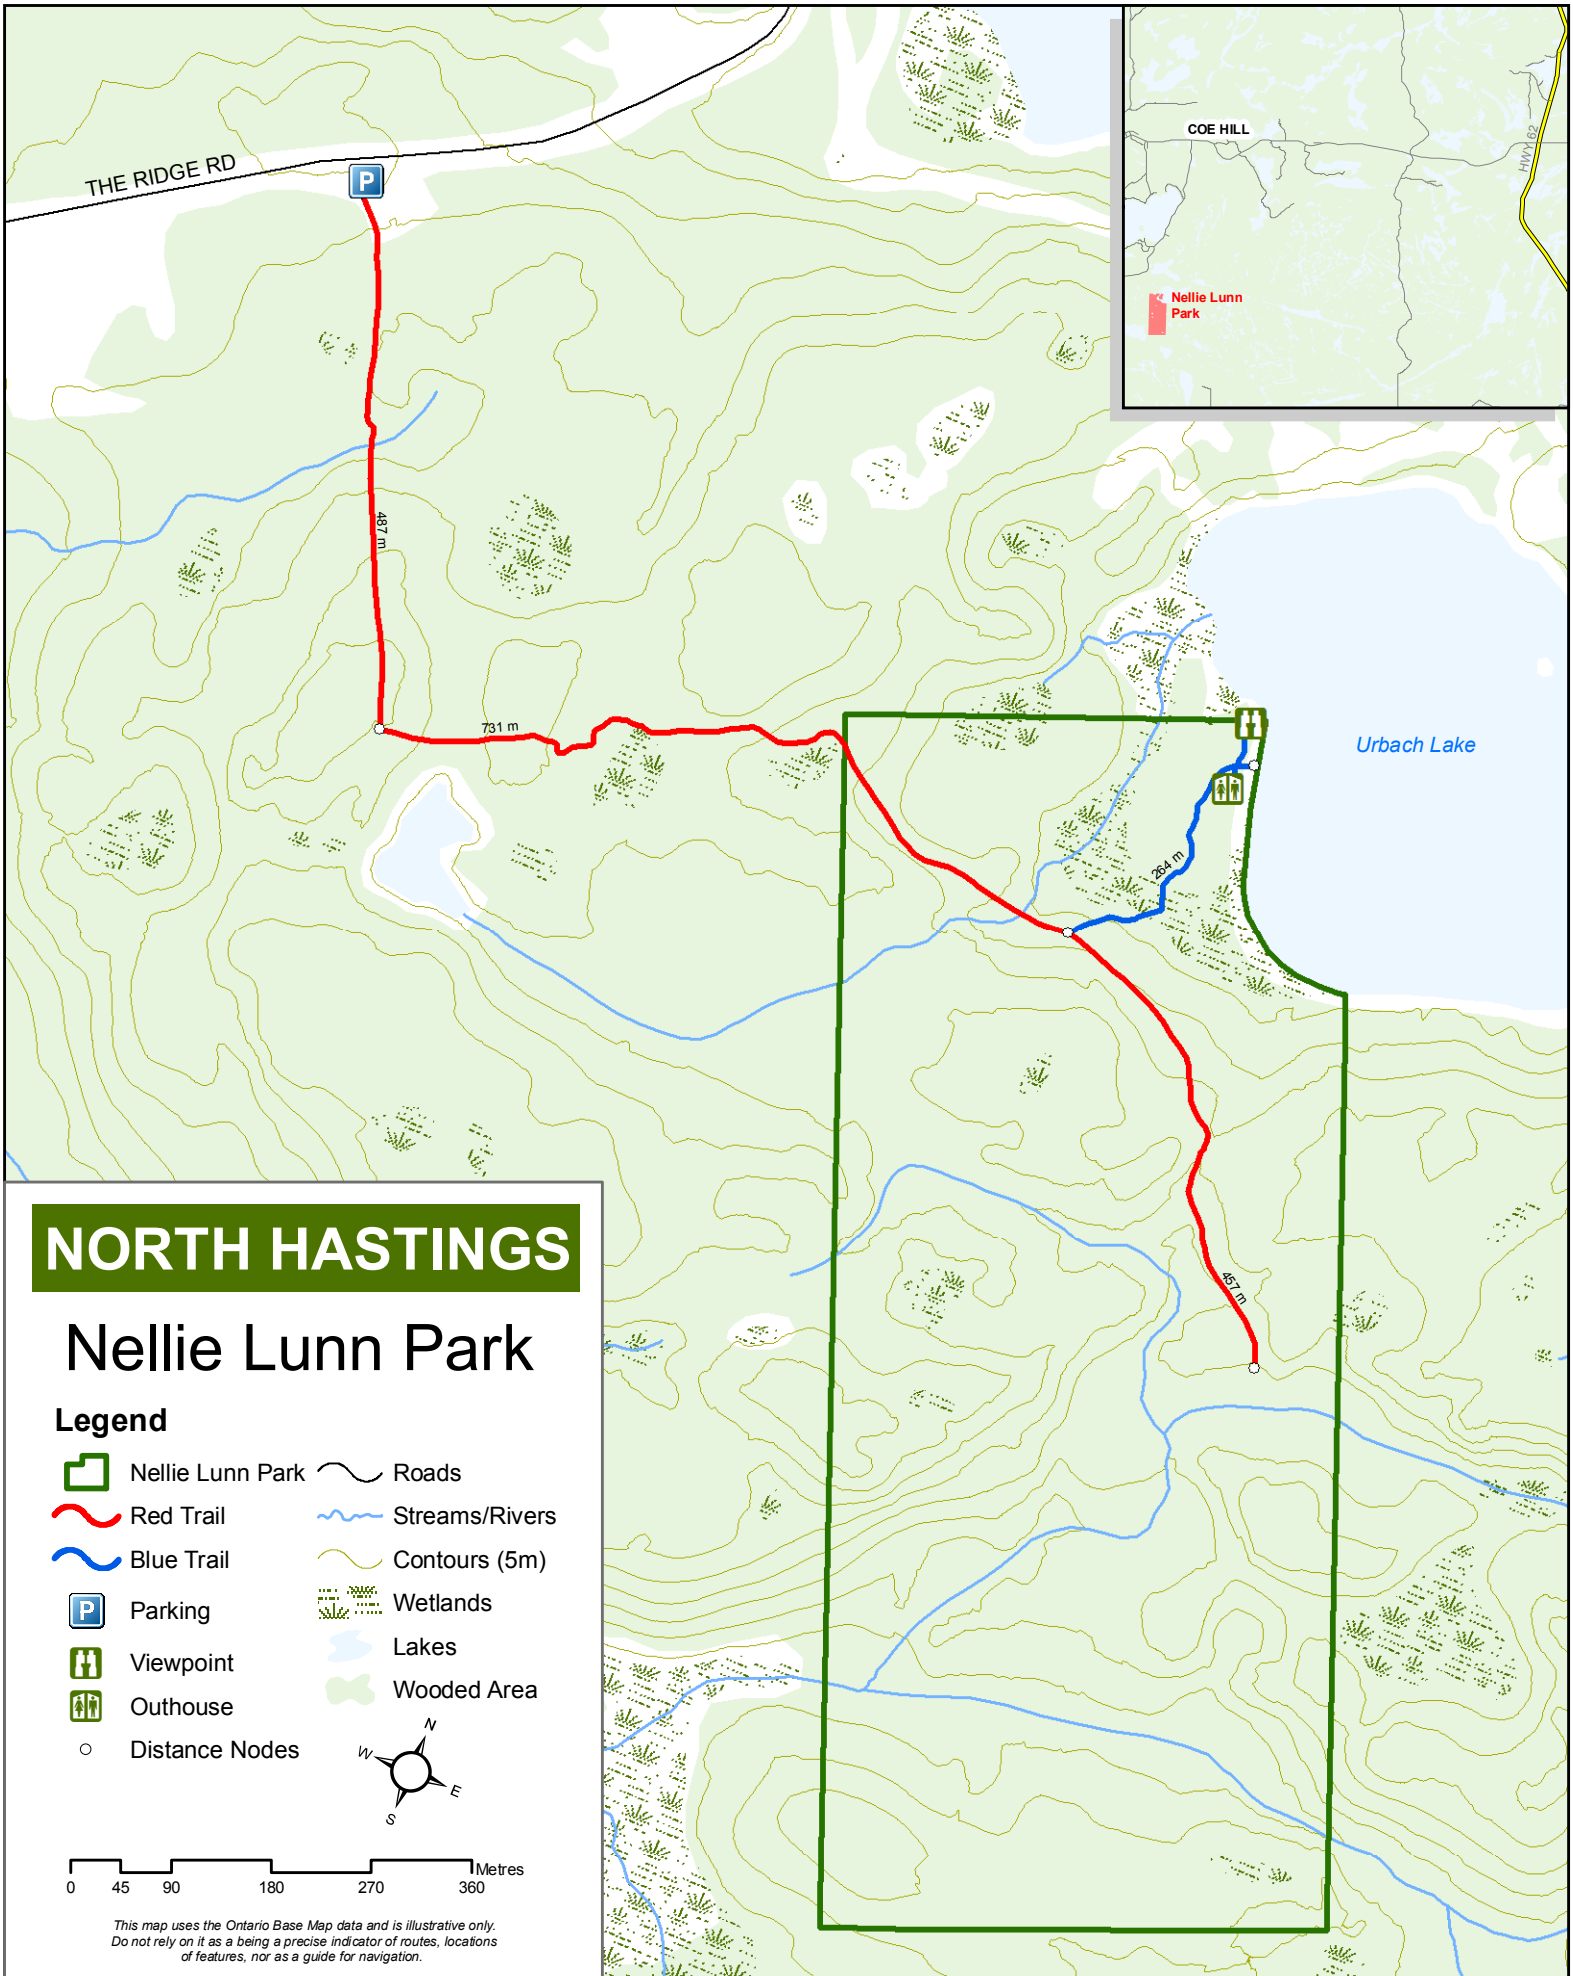 THE RIDGE RD
P
COE HILL
HWY 62
Nellie Lunn
Park
487 m
731 m
Urbach Lake
264 m
457 m
NORTH HASTINGS
Nellie Lunn Park
Legend
Nellie Lunn Park
Roads
Red Trail
Streams/Rivers
Blue Trail
Contours (5m)
P
Parking
Wetlands
Viewpoint
Lakes
Outhouse
Wooded Area
Distance Nodes
N
W
E
S
Metres
0 45 90 180 270 360
This map uses the Ontario Base Map data and is illustrative only.
Do not rely on it as a being a precise indicator of routes, locations
of features, nor as a guide for navigation.